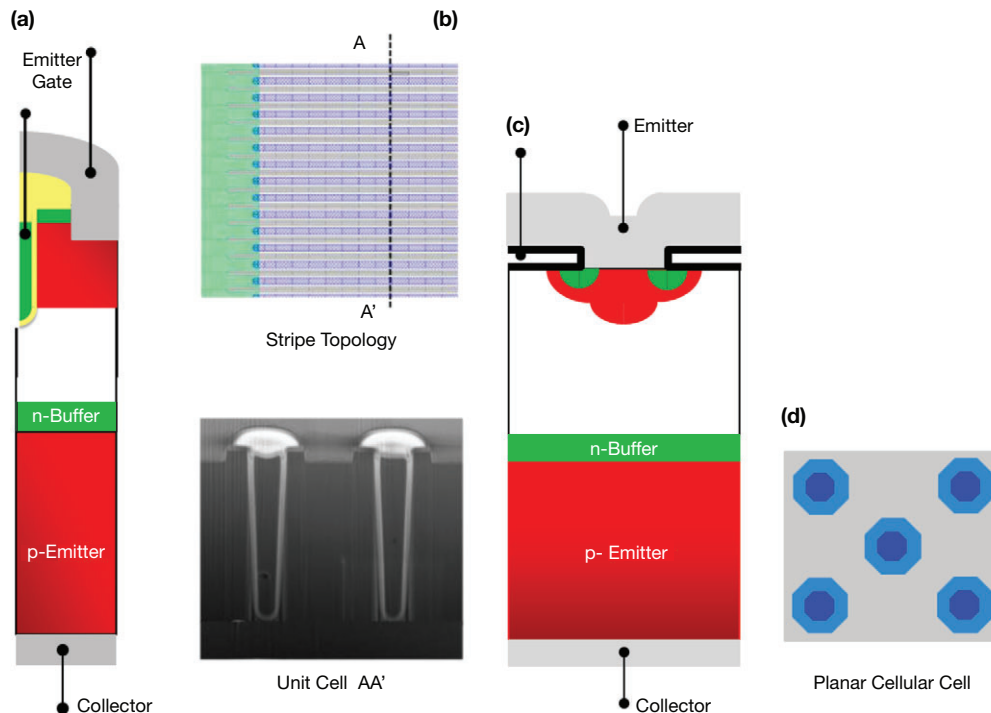 (a)
Emitter
Gate
n-Buffer
p-Emitter
Collector
(b)
A
A'
Stripe Topology
Unit Cell AA'
(c)
Emitter
n-Buffer
p- Emitter
Collector
(d)
Planar Cellular Cell